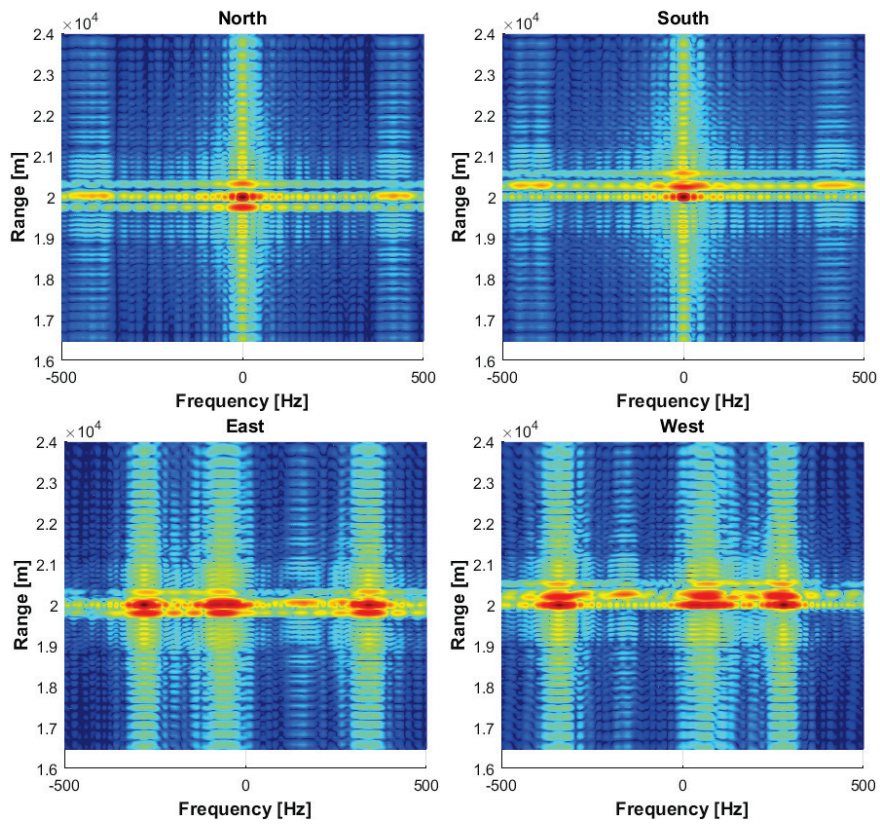 North
×10⁴
2.4
2.3
2.2
2.1
2
1.9
1.8
1.7
1.6
Range [m]
-500 0 500
Frequency [Hz]
South
×10⁴
2.4
2.3
2.2
2.1
2
1.9
1.8
1.7
1.6
Range [m]
-500 0 500
Frequency [Hz]
East
×10⁴
2.4
2.3
2.2
2.1
2
1.9
1.8
1.7
1.6
Range [m]
-500 0 500
Frequency [Hz]
West
×10⁴
2.4
2.3
2.2
2.1
2
1.9
1.8
1.7
1.6
Range [m]
-500 0 500
Frequency [Hz]